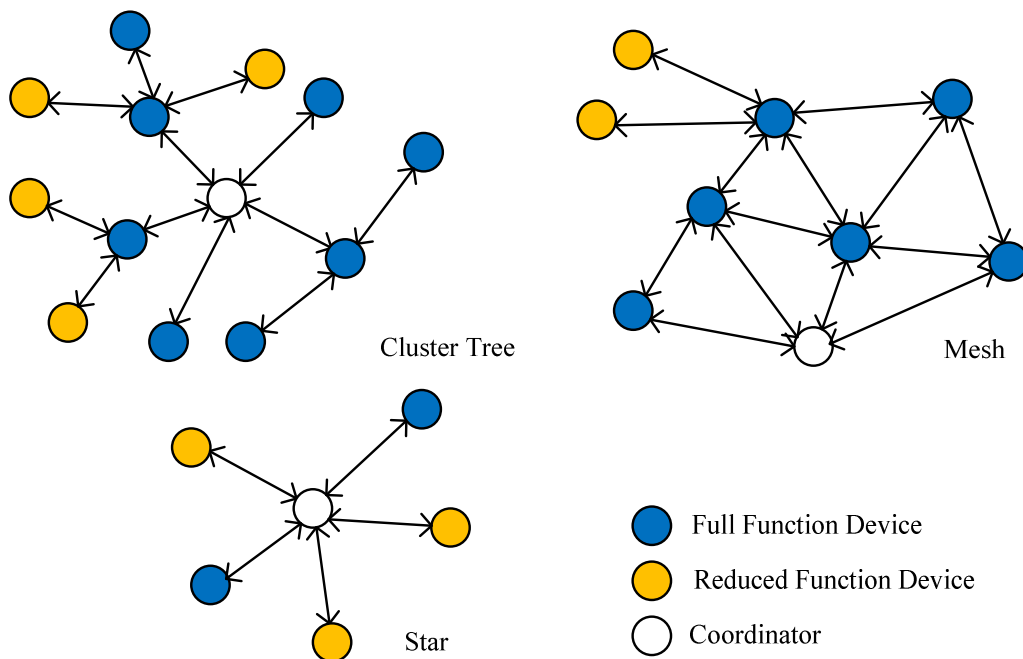 Cluster Tree
Mesh
Star
Full Function Device
Reduced Function Device
Coordinator